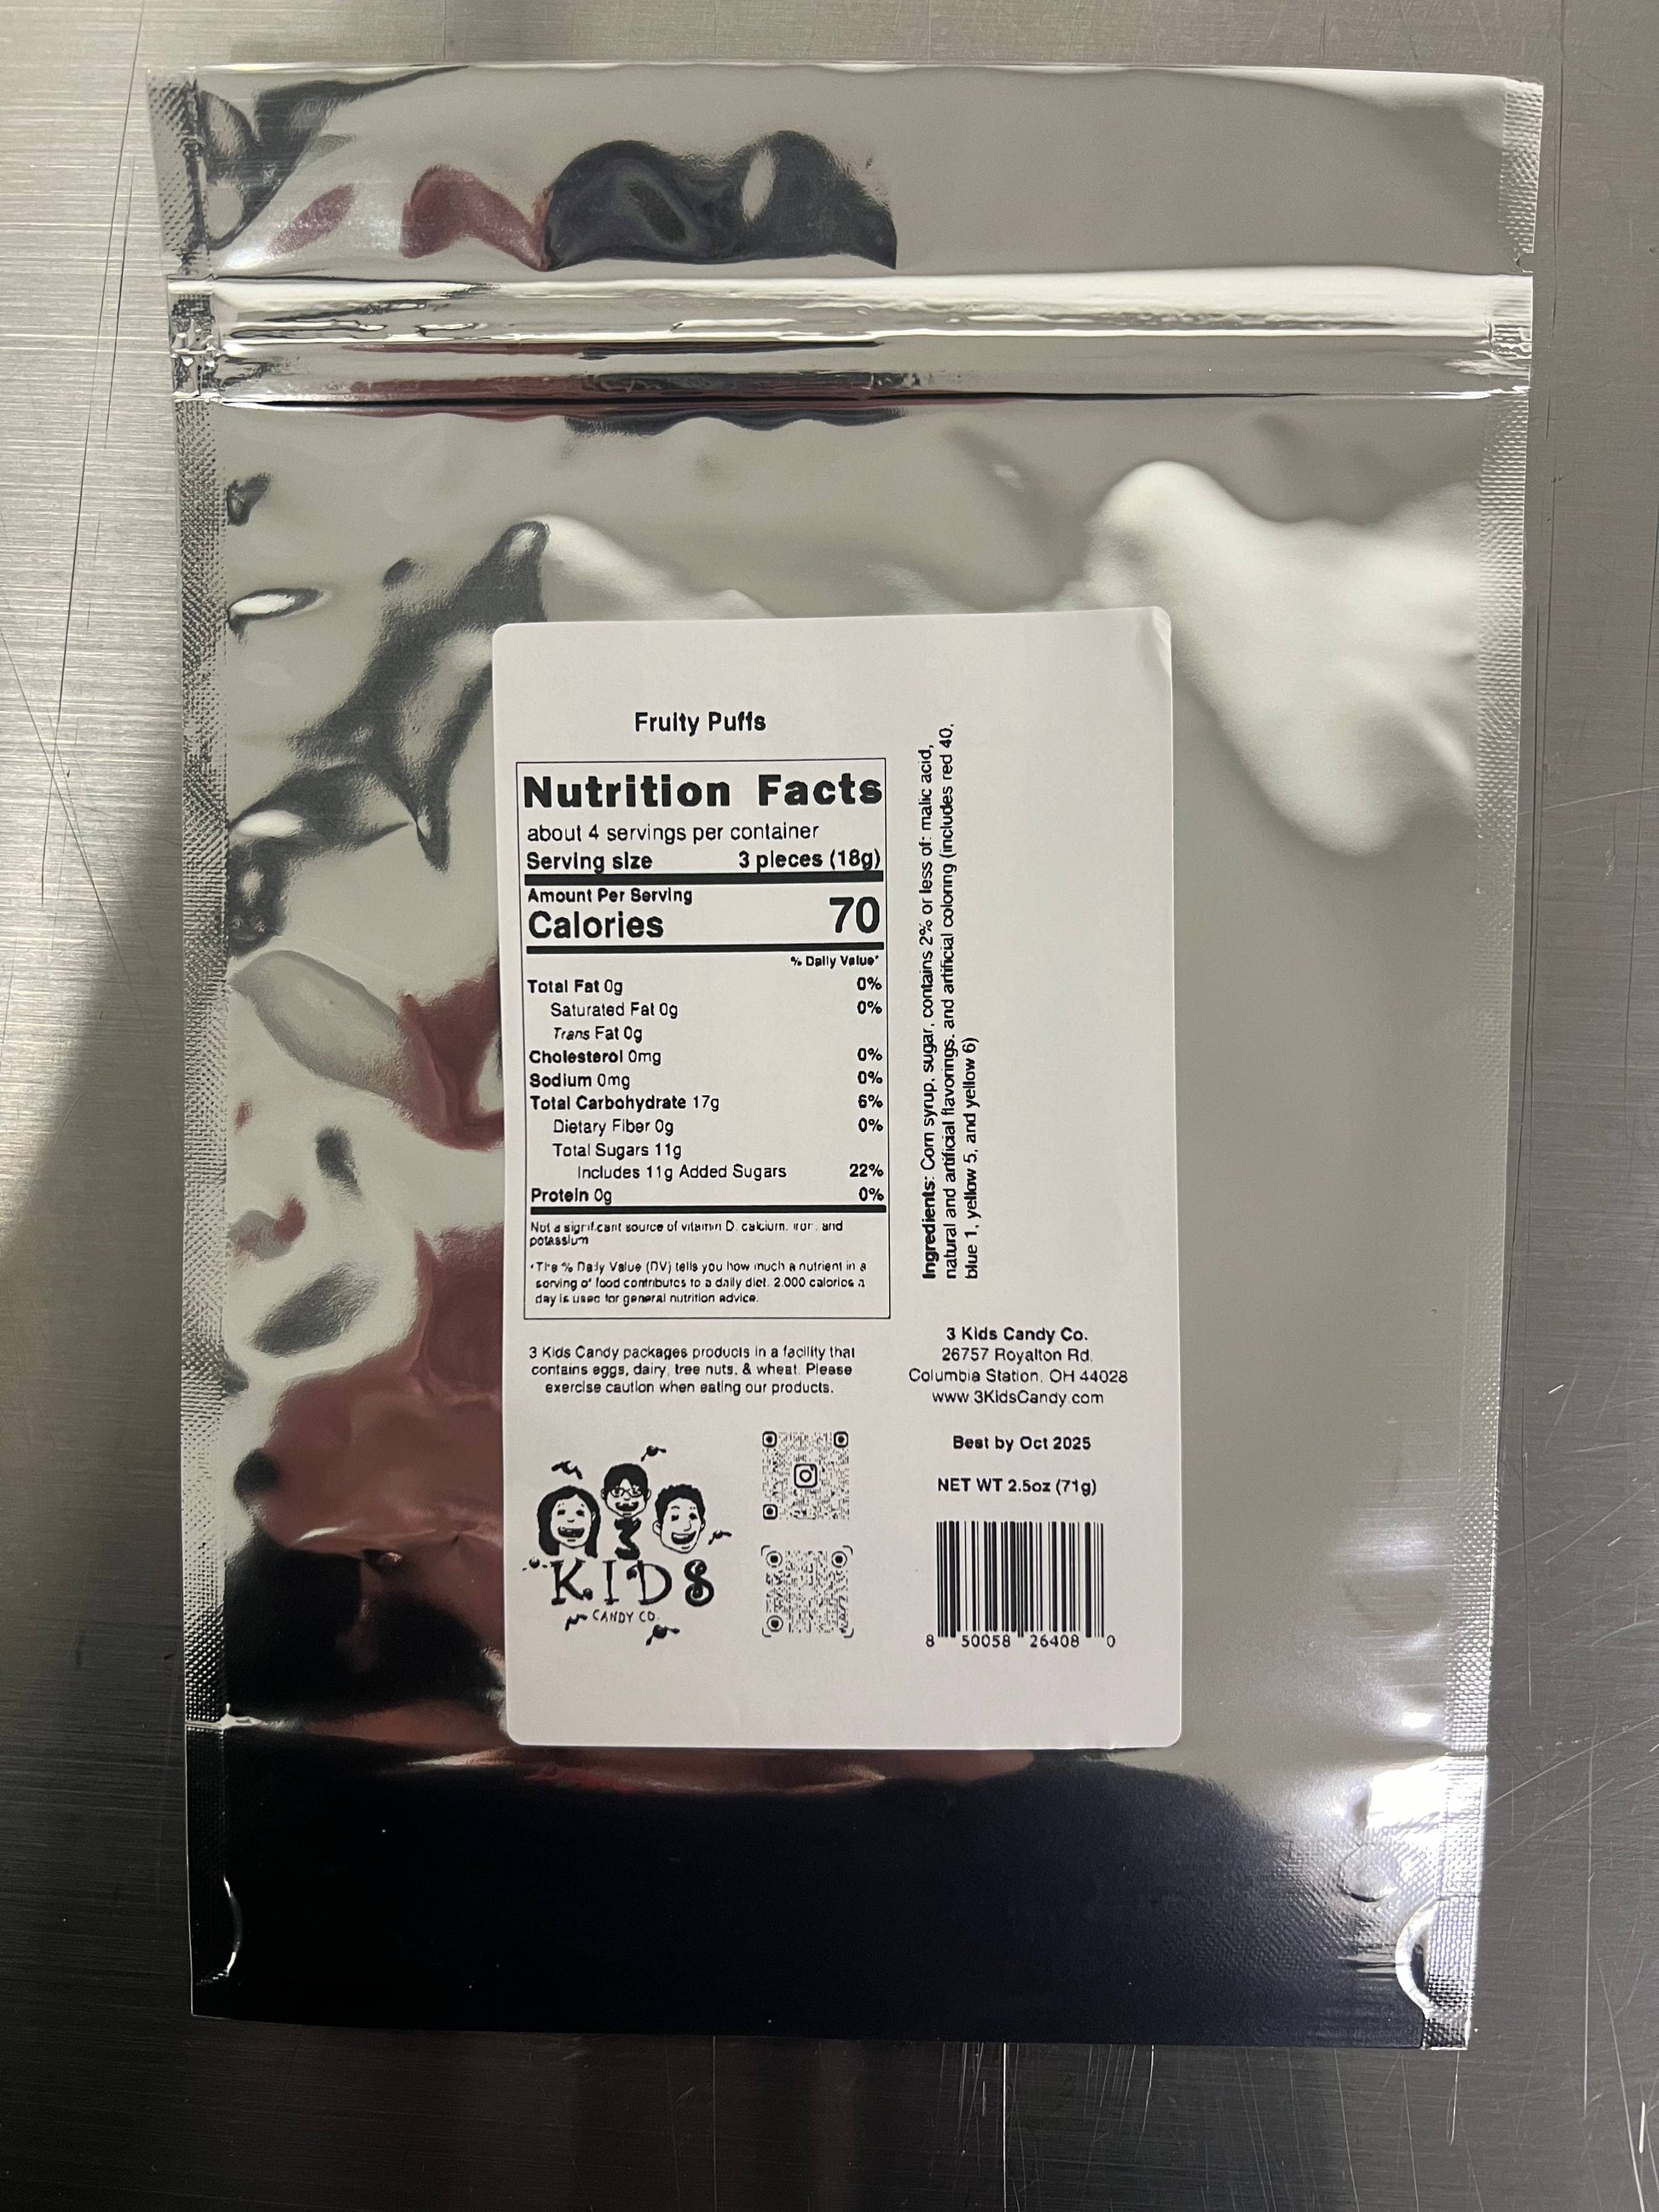 Fruity Puffs
Nutrition Facts
about 4 servings per container
Serving size 3 pieces (18g)
Amount Per Serving
Calories 70
% Daily Value*
Total Fat 0g 0%
Saturated Fat 0g 0%
Trans Fat 0g
Cholesterol 0mg 0%
Sodium 0mg 0%
Total Carbohydrate 17g 6%
Dietary Fiber 0g 0%
Total Sugars 11g
Includes 11g Added Sugars 22%
Protein 0g 0%
Not a significant source of vitamin D, calcium, iron, and
potassium
*The % Daily Value (DV) tells you how much a nutrient in a
serving of food contributes to a daily diet. 2,000 calories a
day is used for general nutrition advice.
3 Kids Candy packages products in a facility that
contains eggs, dairy, tree nuts, & wheat. Please
exercise caution when eating our products.
3
KIDS
CANDY CO.
Ingredients: Corn syrup, sugar, contains 2% or less of: malic acid,
natural and artificial flavorings, and artificial coloring (includes red 40,
blue 1, yellow 5, and yellow 6)
3 Kids Candy Co.
26757 Royalton Rd.
Columbia Station, OH 44028
www.3KidsCandy.com
Best by Oct 2025
NET WT 2.5oz (71g)
8 50058 26408 0